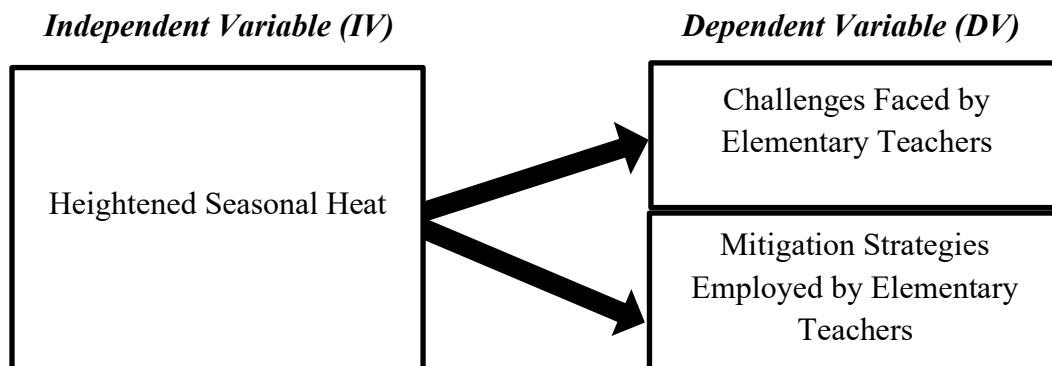 Independent Variable (IV)
Dependent Variable (DV)
Heightened Seasonal Heat
Challenges Faced by
Elementary Teachers
Mitigation Strategies
Employed by Elementary
Teachers